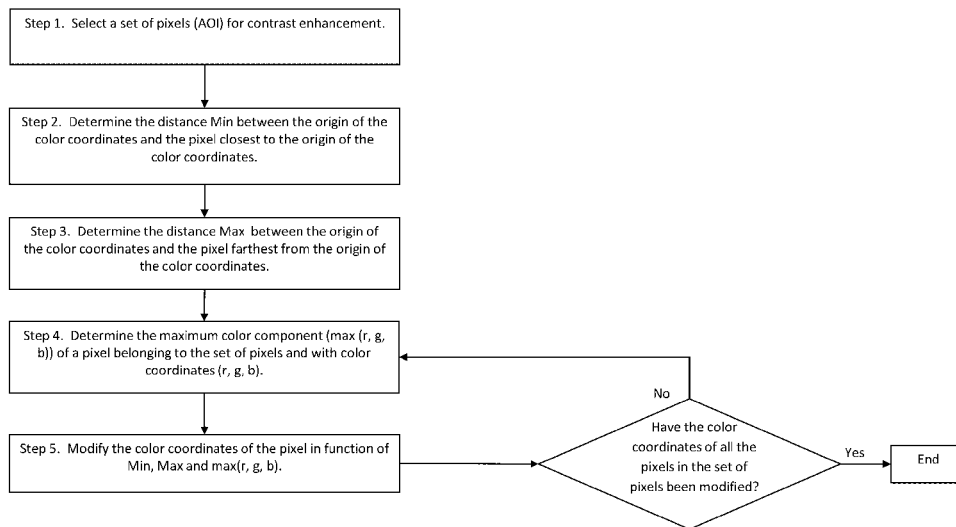 Step 1.  Select a set of pixels (AOI) for contrast enhancement.
Step 2.  Determine the distance Min between the origin of the
color coordinates and the pixel closest to the origin of the
color coordinates.
Step 3.  Determine the distance Max  between the origin of
the color coordinates and the pixel farthest from the origin of
the color coordinates.
Step 4.  Determine the maximum color component (max (r, g,
b)) of a pixel belonging to the set of pixels and with color
coordinates (r, g, b).
Step 5.  Modify the color coordinates of the pixel in function of
Min, Max and max(r, g, b).
No
Have the color
coordinates of all the
pixels in the set of
pixels been modified?
Yes
End